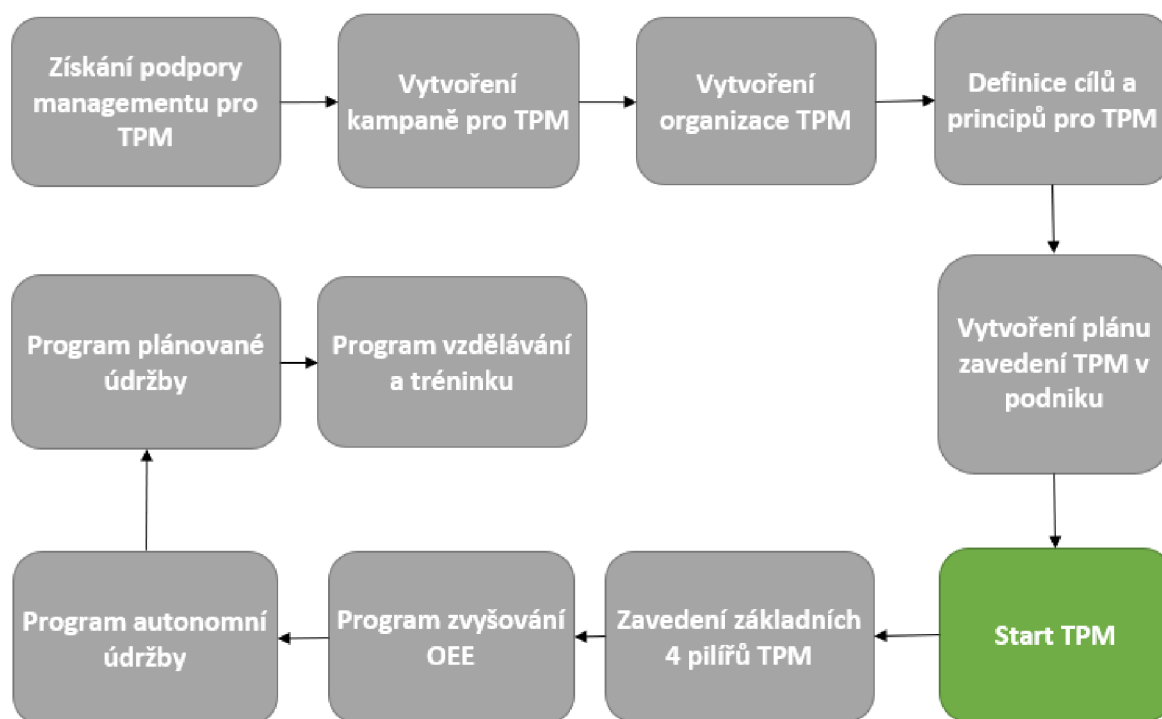 Získání podpory
managementu pro
TPM
Vytvoření
kampaně pro TPM
Vytvoření
organizace TPM
Definice cílů a
principů pro TPM
Vytvoření plánu
zavedení TPM v
podniku
Start TPM
Zavedení základních
4 pilířů TPM
Program zvyšování
OEE
Program autonomní
údržby
Program plánované
údržby
Program vzdělávání
a tréninku